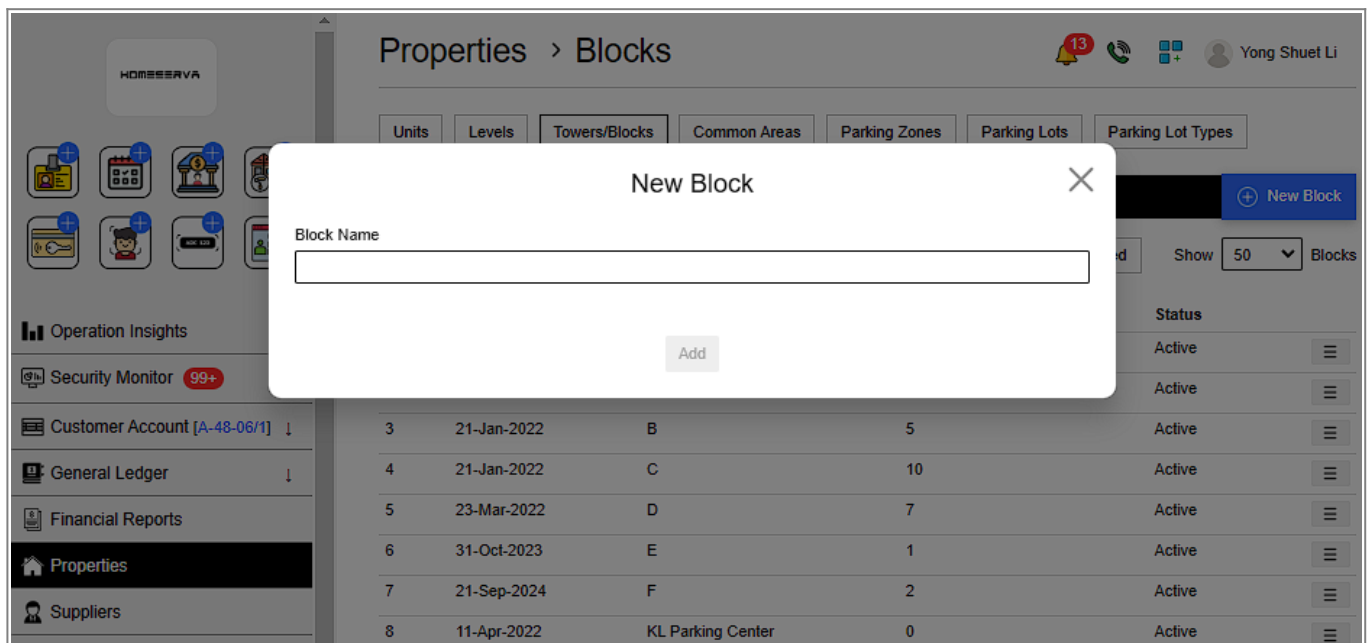 HOMESERVA
Properties > Blocks
13
Yong Shuet Li
Units
Levels
Towers/Blocks
Common Areas
Parking Zones
Parking Lots
Parking Lot Types
New Block
New Block
Block Name
Show 50 Blocks
Add
Status
Active
Active
3 21-Jan-2022 B 5 Active
4 21-Jan-2022 C 10 Active
5 23-Mar-2022 D 7 Active
6 31-Oct-2023 E 1 Active
7 21-Sep-2024 F 2 Active
8 11-Apr-2022 KL Parking Center 0 Active
Operation Insights
Security Monitor 99+
Customer Account [A-48-06/1] ↓
General Ledger ↓
Financial Reports
Properties
Suppliers